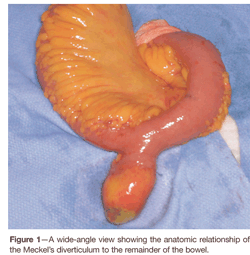 Figure 1—A wide-angle view showing the anatomic relationship of
the Meckel's diverticulum to the remainder of the bowel.